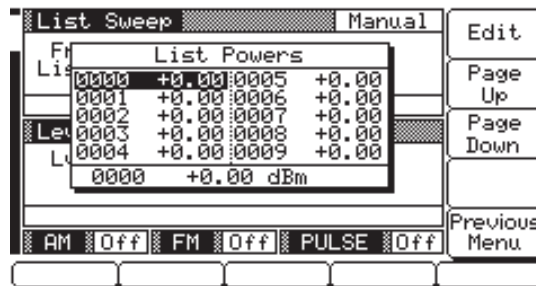 List Sweep Manual
Fr
Lis
List Powers
0000 +0.00 0005 +0.00
0001 +0.00 0006 +0.00
0002 +0.00 0007 +0.00
0003 +0.00 0008 +0.00
0004 +0.00 0009 +0.00
0000 +0.00 dBm
Lev
AM Off FM Off PULSE Off
Edit
Page
Up
Page
Down
Previous
Menu